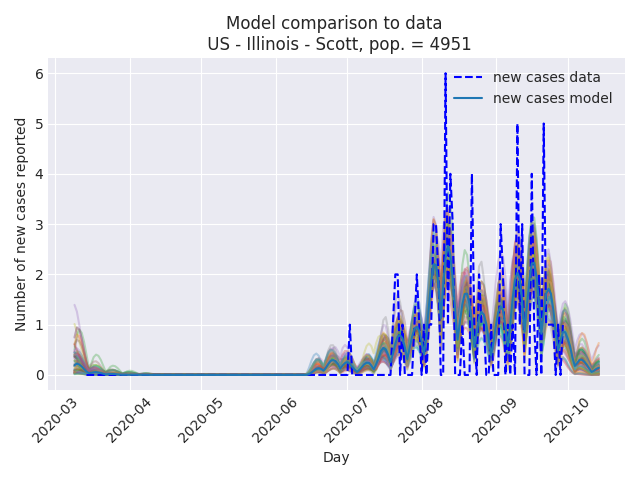 Model comparison to data
US - Illinois - Scott, pop. = 4951
new cases data
new cases model
Number of new cases reported
6
5
4
3
2
1
0
2020-03
2020-04
2020-05
2020-06
2020-07
2020-08
2020-09
2020-10
Day